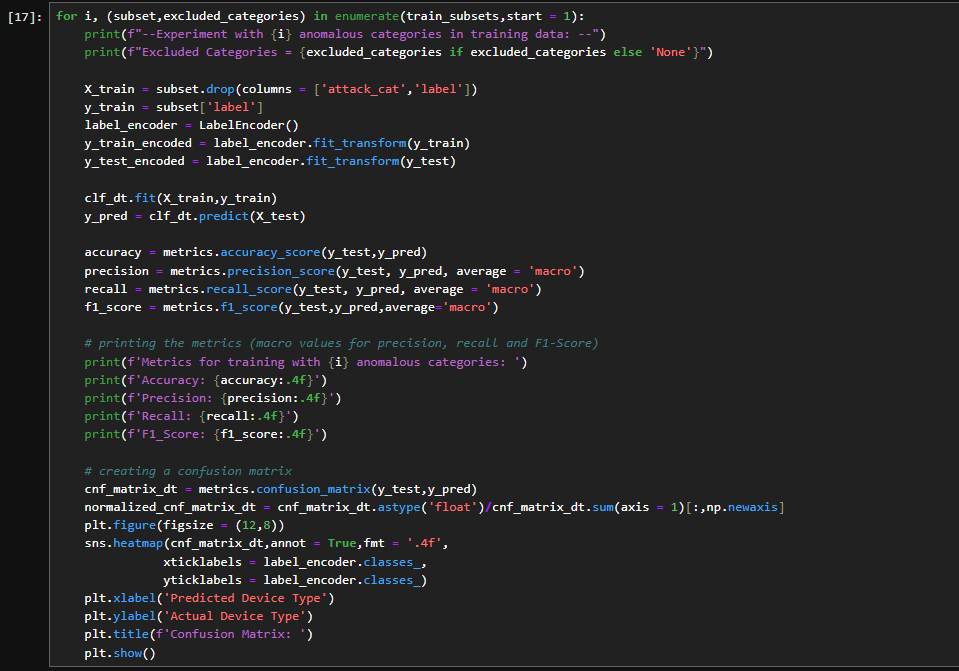 [17]: for i, (subset,excluded_categories) in enumerate(train_subsets,start = 1):
    print(f"--Experiment with {i} anomalous categories in training data: --")
    print(f"Excluded Categories = {excluded_categories if excluded_categories else 'None'}")

    X_train = subset.drop(columns = ['attack_cat','label'])
    y_train = subset['label']
    label_encoder = LabelEncoder()
    y_train_encoded = label_encoder.fit_transform(y_train)
    y_test_encoded = label_encoder.fit_transform(y_test)

    clf_dt.fit(X_train,y_train)
    y_pred = clf_dt.predict(X_test)

    accuracy = metrics.accuracy_score(y_test,y_pred)
    precision = metrics.precision_score(y_test, y_pred, average = 'macro')
    recall = metrics.recall_score(y_test, y_pred, average = 'macro')
    f1_score = metrics.f1_score(y_test,y_pred,average='macro')

    # printing the metrics (macro values for precision, recall and F1-Score)
    print(f'Metrics for training with {i} anomalous categories: ')
    print(f'Accuracy: {accuracy:.4f}')
    print(f'Precision: {precision:.4f}')
    print(f'Recall: {recall:.4f}')
    print(f'F1_Score: {f1_score:.4f}')

    # creating a confusion matrix
    cnf_matrix_dt = metrics.confusion_matrix(y_test,y_pred)
    normalized_cnf_matrix_dt = cnf_matrix_dt.astype('float')/cnf_matrix_dt.sum(axis = 1)[:,np.newaxis]
    plt.figure(figsize = (12,8))
    sns.heatmap(cnf_matrix_dt,annot = True,fmt = '.4f',
               xticklabels = label_encoder.classes_,
               yticklabels = label_encoder.classes_)
    plt.xlabel('Predicted Device Type')
    plt.ylabel('Actual Device Type')
    plt.title(f'Confusion Matrix: ')
    plt.show()